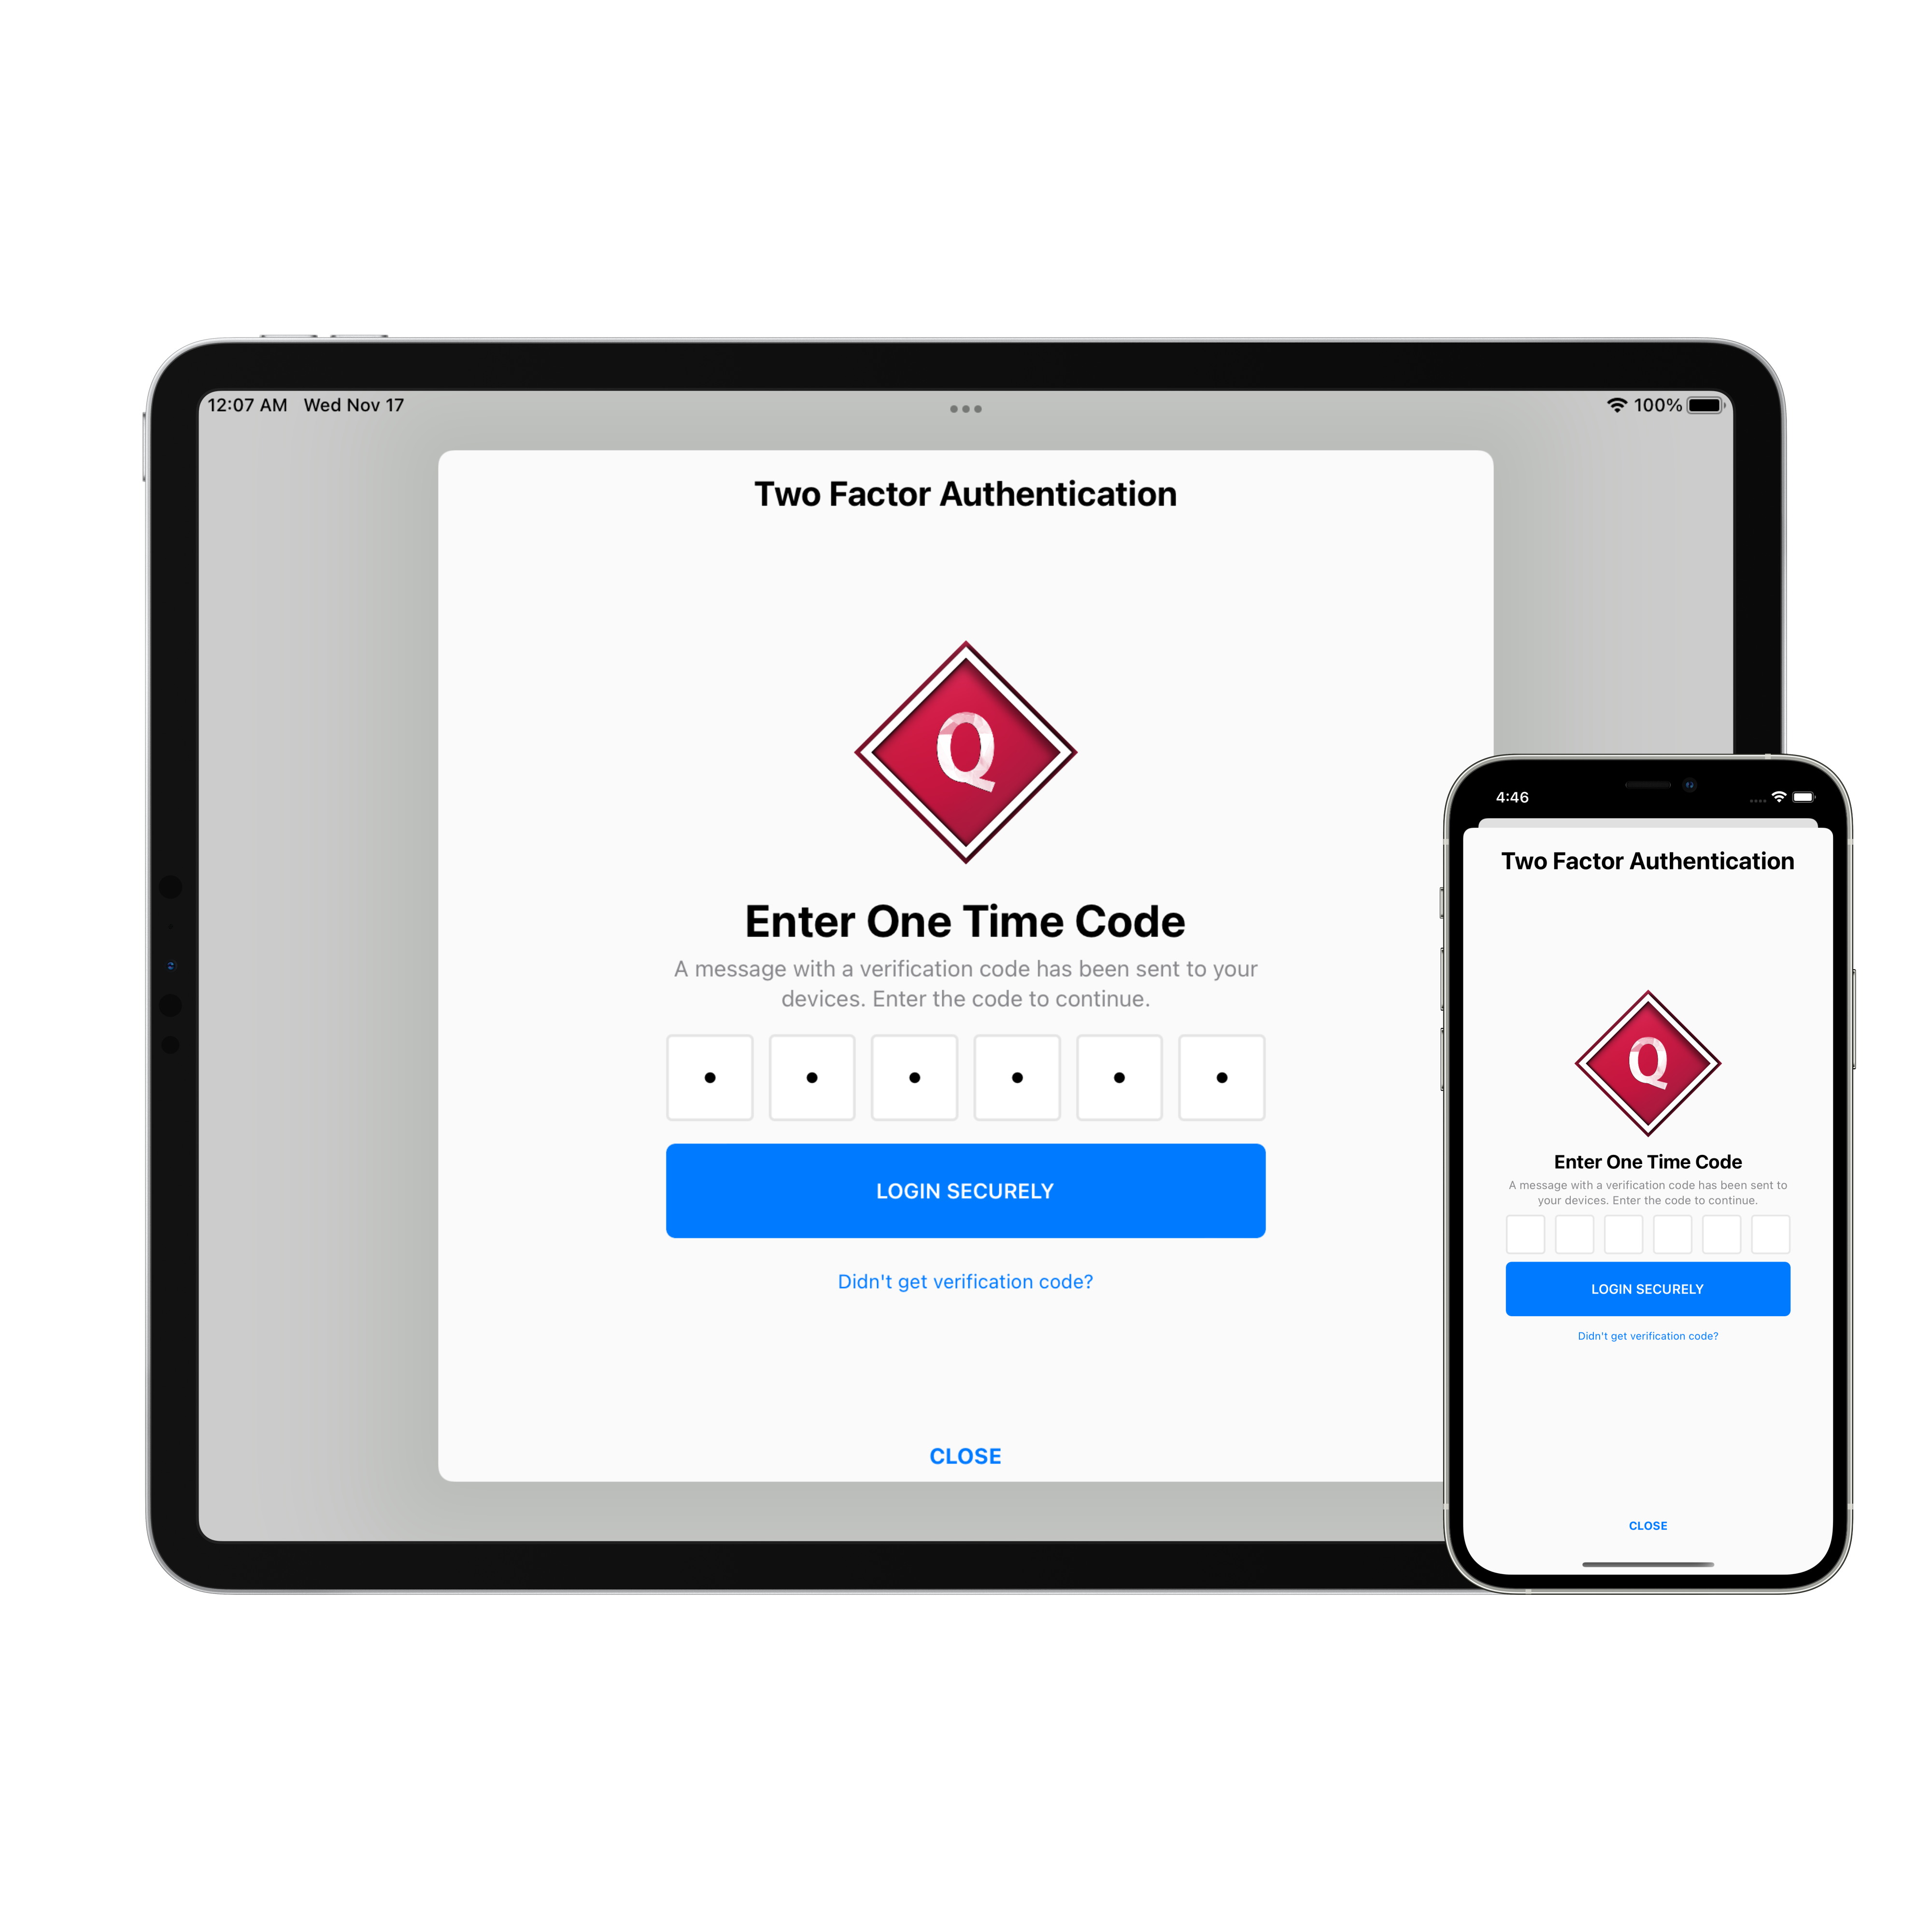 12:07 AM Wed Nov 17
100%
Two Factor Authentication
Q
Enter One Time Code
A message with a verification code has been sent to your
devices. Enter the code to continue.
LOGIN SECURELY
Didn't get verification code?
CLOSE
4:46
Two Factor Authentication
Q
Enter One Time Code
A message with a verification code has been sent to
your devices. Enter the code to continue.
LOGIN SECURELY
Didn't get verification code?
CLOSE